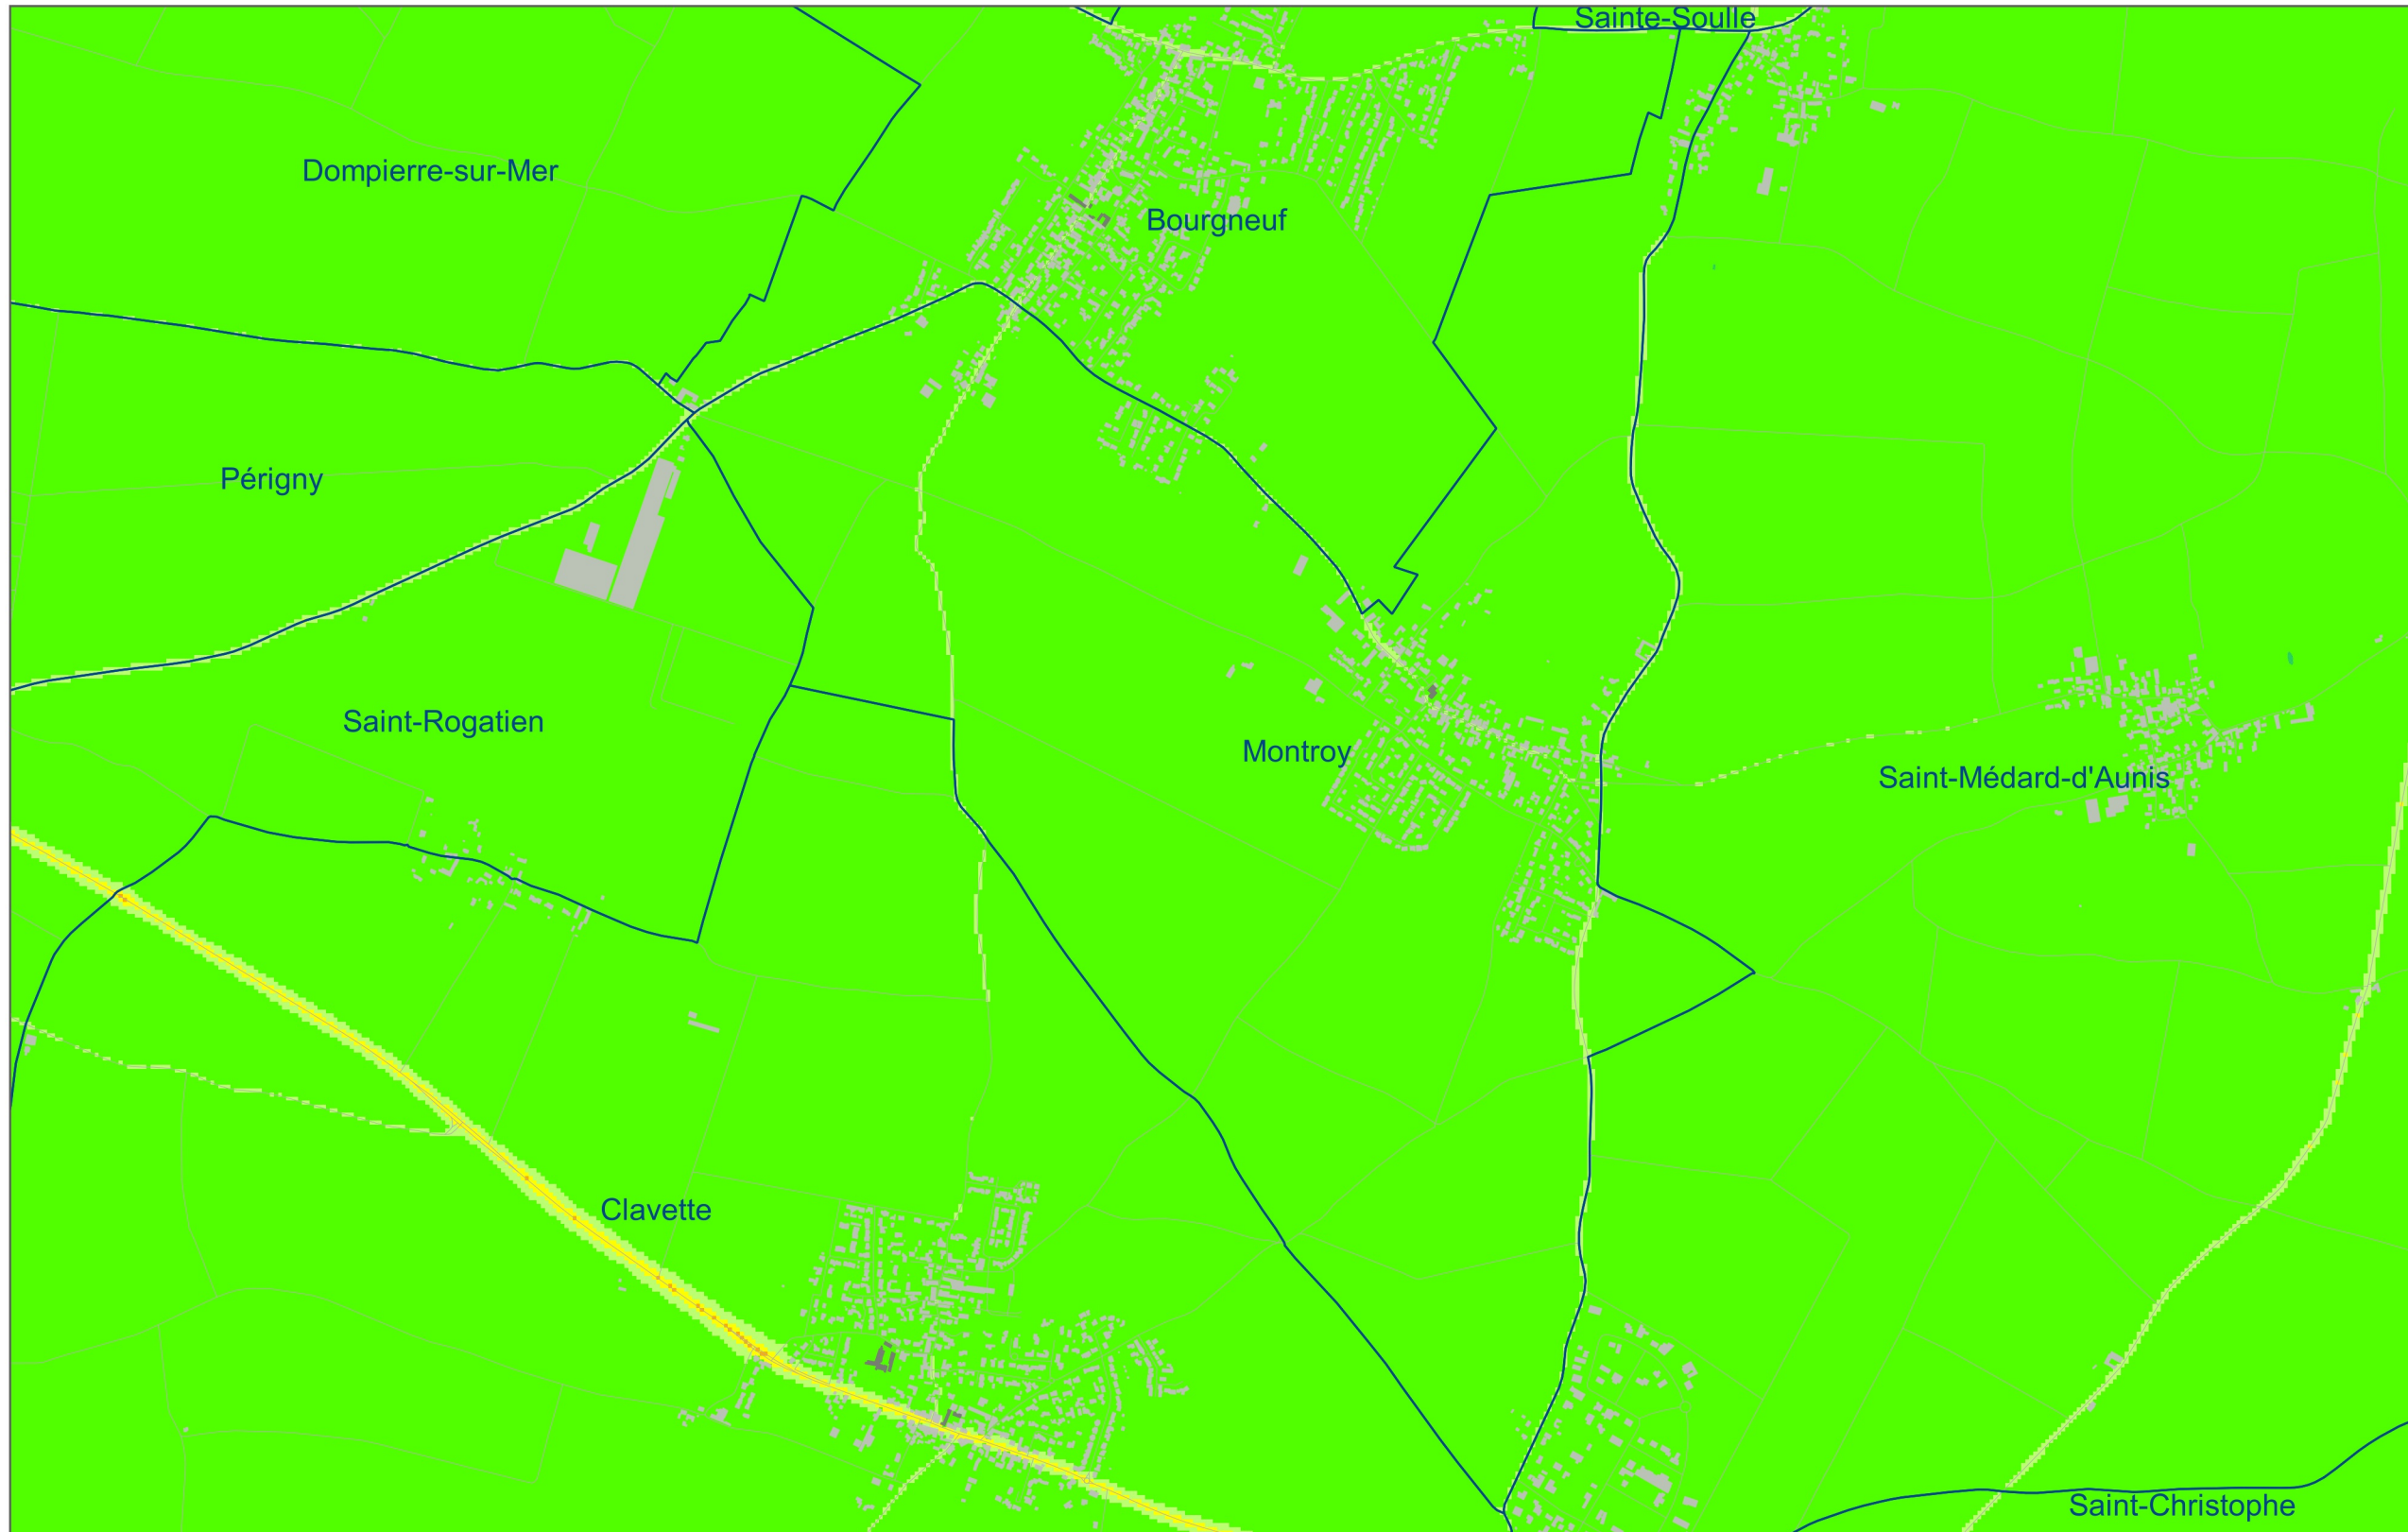 Sainte-Soulle
Dompierre-sur-Mer
Bourgneuf
Périgny
Saint-Rogatien
Montroy
Saint-Médard-d'Aunis
Clavette
Saint-Christophe